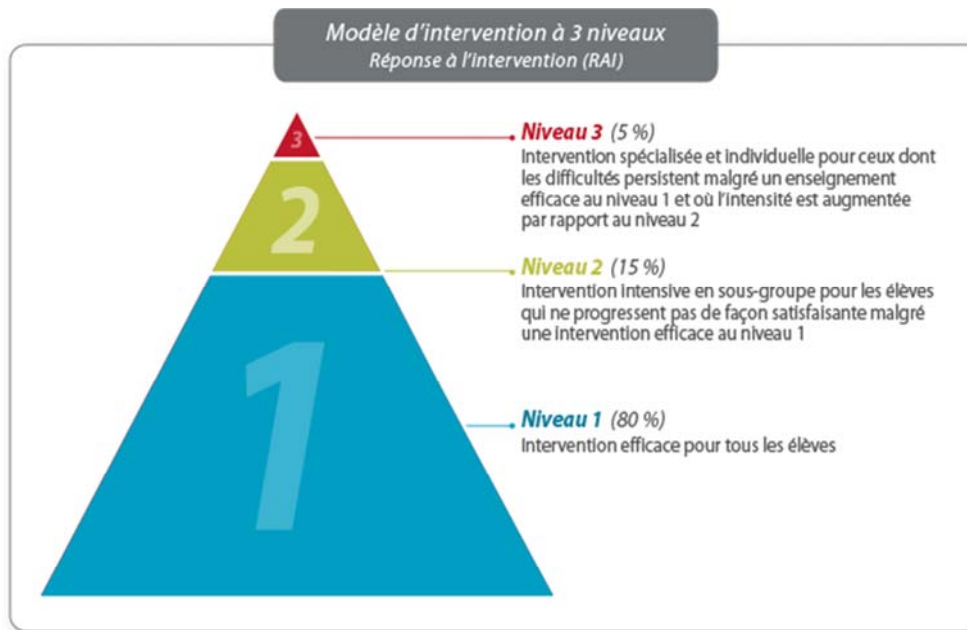 Modèle d'intervention à 3 niveaux
Réponse à l'intervention (RAI)
3
Niveau 3 (5 %)
Intervention spécialisée et individuelle pour ceux dont
les difficultés persistent malgré un enseignement
efficace au niveau 1 et où l'intensité est augmentée
par rapport au niveau 2
2
Niveau 2 (15 %)
Intervention intensive en sous-groupe pour les élèves
qui ne progressent pas de façon satisfaisante malgré
une intervention efficace au niveau 1
1
Niveau 1 (80 %)
Intervention efficace pour tous les élèves